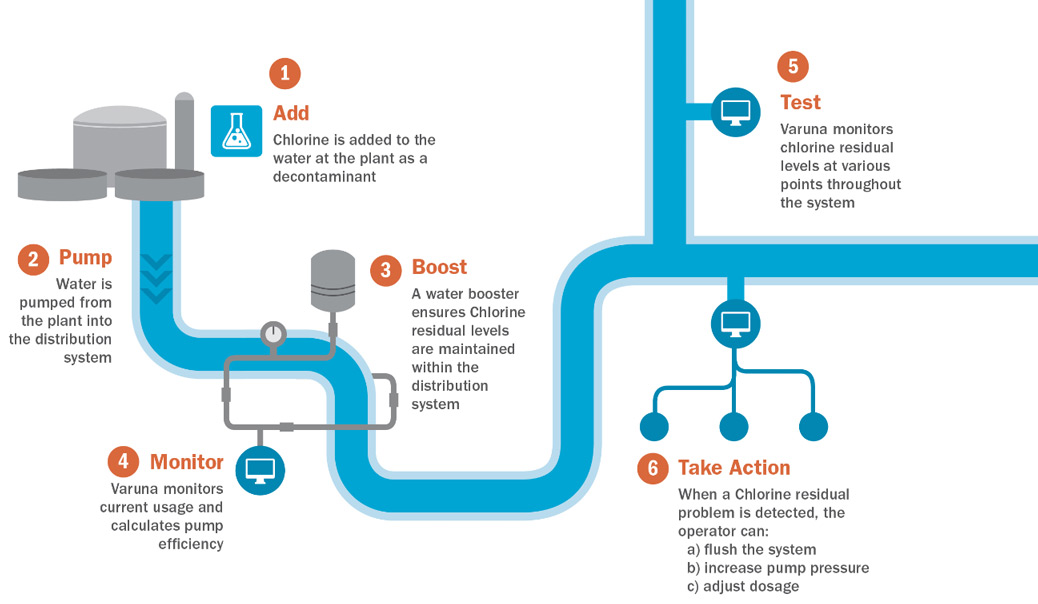 1
Add
Chlorine is added to the
water at the plant as a
decontaminant
2 Pump
Water is
pumped from
the plant into
the distribution
system
3 Boost
A water booster
ensures Chlorine
residual levels
are maintained
within the
distribution
system
4 Monitor
Varuna monitors
current usage and
calculates pump
efficiency
5
Test
Varuna monitors
chlorine residual
levels at various
points throughout
the system
6 Take Action
When a Chlorine residual
problem is detected, the
operator can:
a) flush the system
b) increase pump pressure
c) adjust dosage